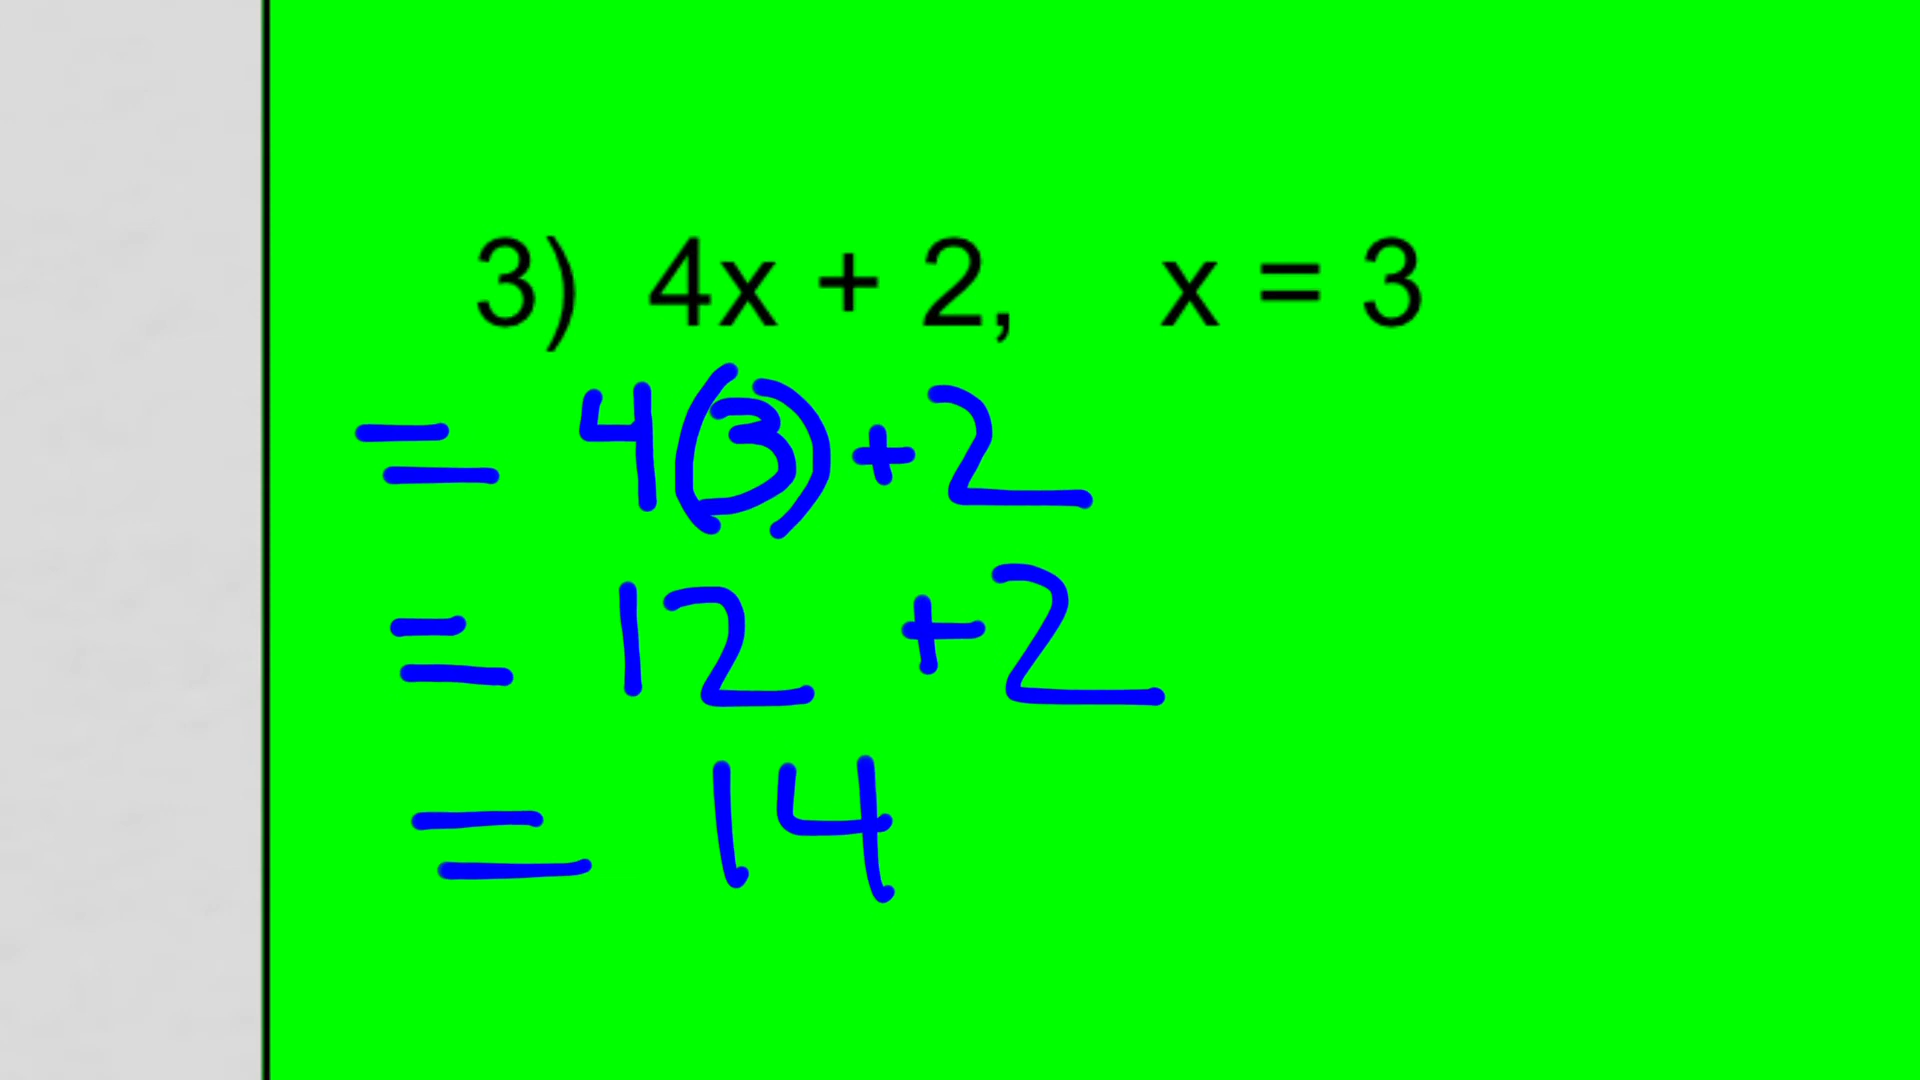 3) 4x + 2, x = 3
= 4(3) + 2
= 12 + 2
= 14